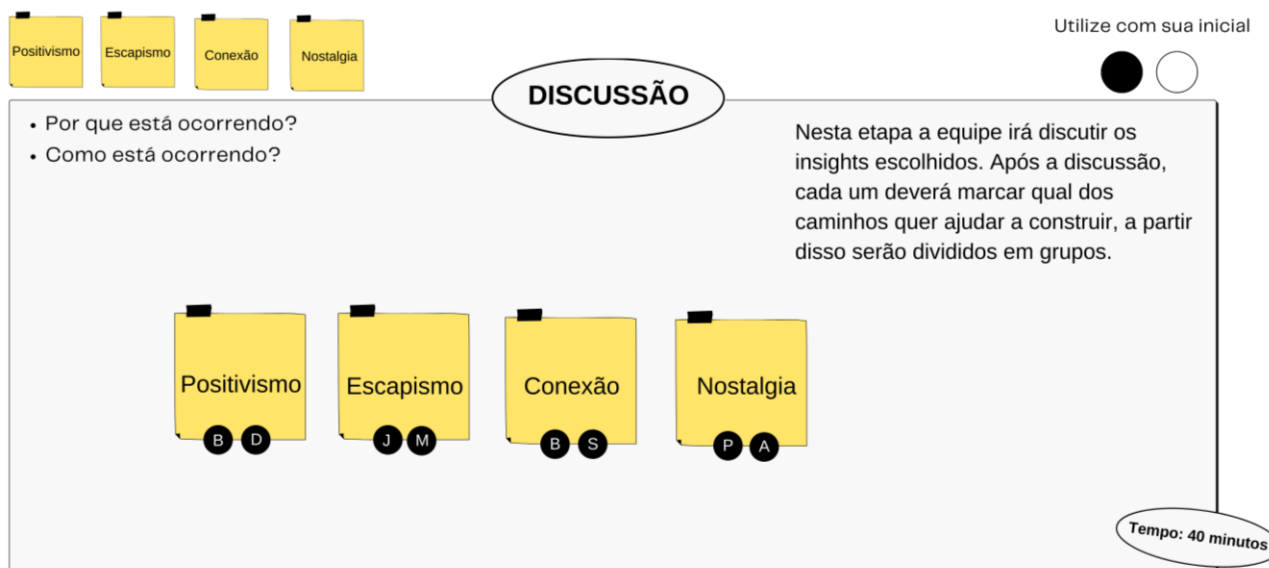 Positivismo
Escapismo
Conexão
Nostalgia
Utilize com sua inicial
DISCUSSÃO
• Por que está ocorrendo?
• Como está ocorrendo?
Nesta etapa a equipe irá discutir os
insights escolhidos. Após a discussão,
cada um deverá marcar qual dos
caminhos quer ajudar a construir, a partir
disso serão divididos em grupos.
Positivismo
B D
Escapismo
J M
Conexão
B S
Nostalgia
P A
Tempo: 40 minutos